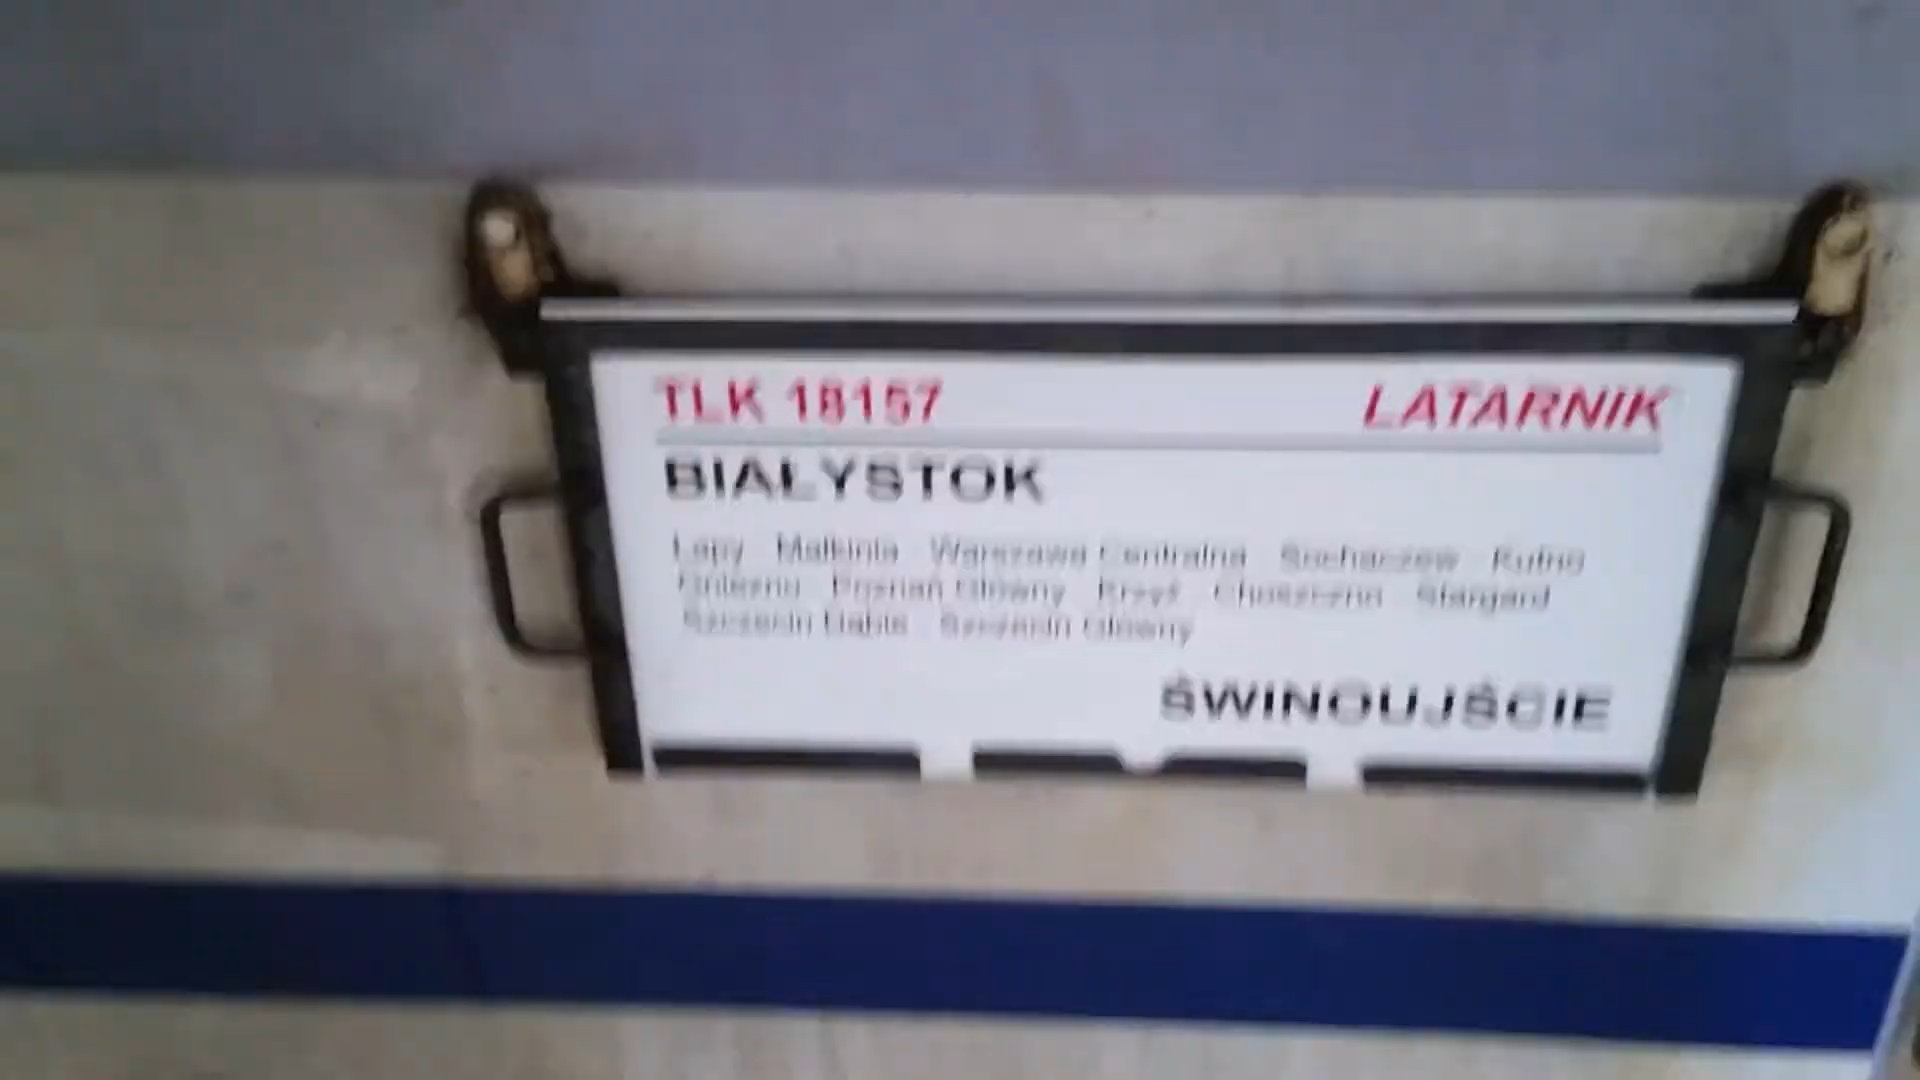 TLK 18157 LATARNIK
BIAŁYSTOK
Łapy Małkinia Warszawa Centralna Sochaczew Kutno
Gniezno Poznań Główny Krzyż Choszczno Stargard
Szczecin Dąbie Szczecin Główny
ŚWINOUJŚCIE